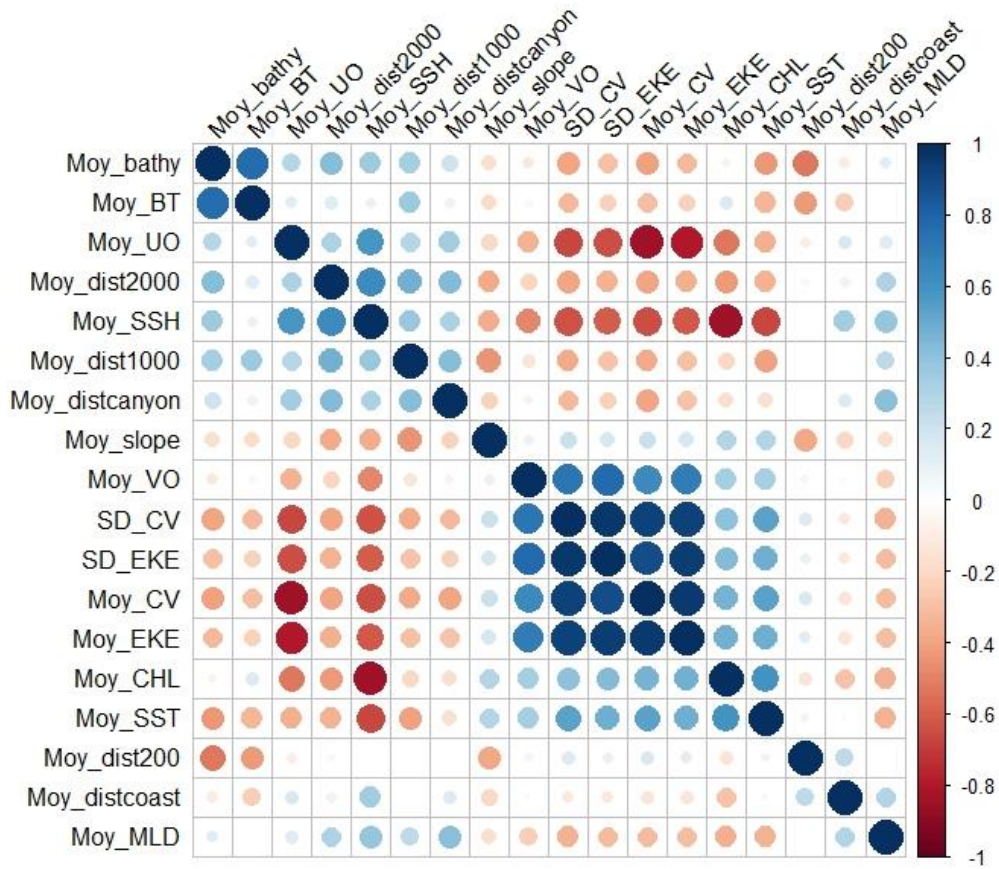 Moy_bathy
Moy_BT
Moy_UO
Moy_dist2000
Moy_SSH
Moy_dist1000
Moy_distcanyon
Moy_slope
Moy_VO
SD_CV
SD_EKE
Moy_CV
Moy_EKE
Moy_CHL
Moy_SST
Moy_dist200
Moy_distcoast
Moy_MLD
Moy_bathy
Moy_BT
Moy_UO
Moy_dist2000
Moy_SSH
Moy_dist1000
Moy_distcanyon
Moy_slope
Moy_VO
SD_CV
SD_EKE
Moy_CV
Moy_EKE
Moy_CHL
Moy_SST
Moy_dist200
Moy_distcoast
Moy_MLD
1
0.8
0.6
0.4
0.2
0
-0.2
-0.4
-0.6
-0.8
-1